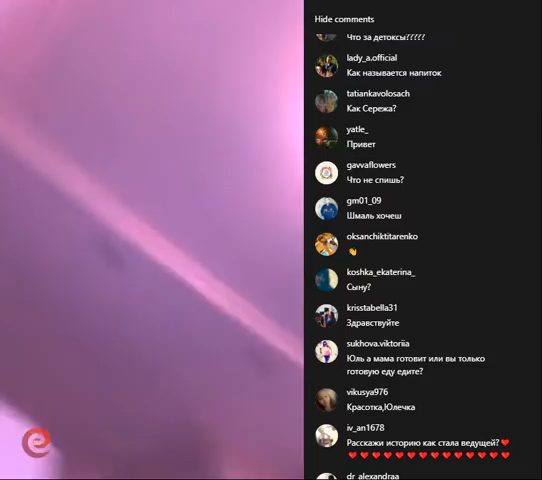 Hide comments
Что за детоксы?????
lady_a.official
Как называется напиток
tatiankavolosach
Как Сережа?
yatle_
Привет
gavvaflowers
Что не спишь?
gm01_09
Шмаль хочеш
oksanchiktitarenko
👏
koshka_ekaterina_
Сыну?
krisstabella31
Здравствуйте
sukhova.viktoriia
Юль а мама готовит или вы только
готовую еду едите?
vikusya976
Красотка,Юлечка
iv_an1678
Расскажи историю как стала ведущей?❤️
❤️❤️❤️❤️❤️❤️❤️❤️❤️❤️❤️❤️❤️❤️
dr_alexandraa